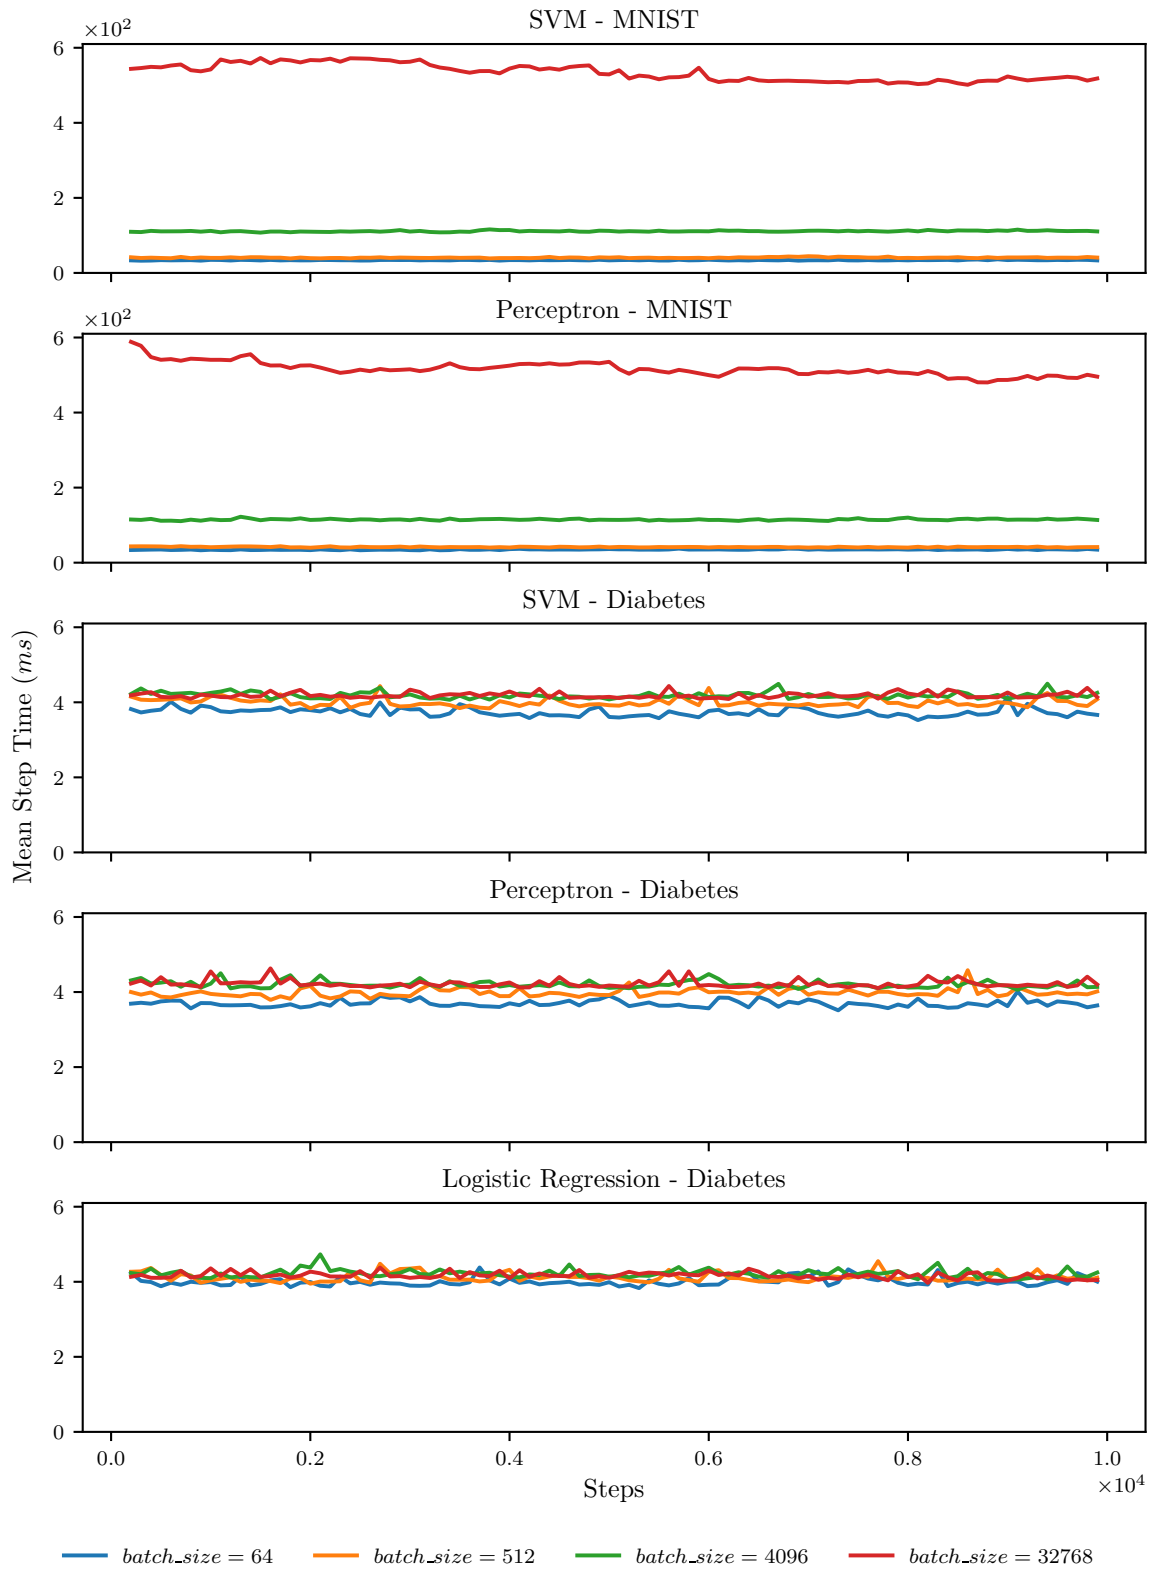 SVM - MNIST
×10²
6
4
2
0
Perceptron - MNIST
×10²
6
4
2
0
SVM - Diabetes
6
4
2
0
Mean Step Time (ms)
Perceptron - Diabetes
6
4
2
0
Logistic Regression - Diabetes
6
4
2
0
0.0 0.2 0.4 0.6 0.8 1.0
×10⁴
Steps
batch_size = 64 batch_size = 512 batch_size = 4096 batch_size = 32768